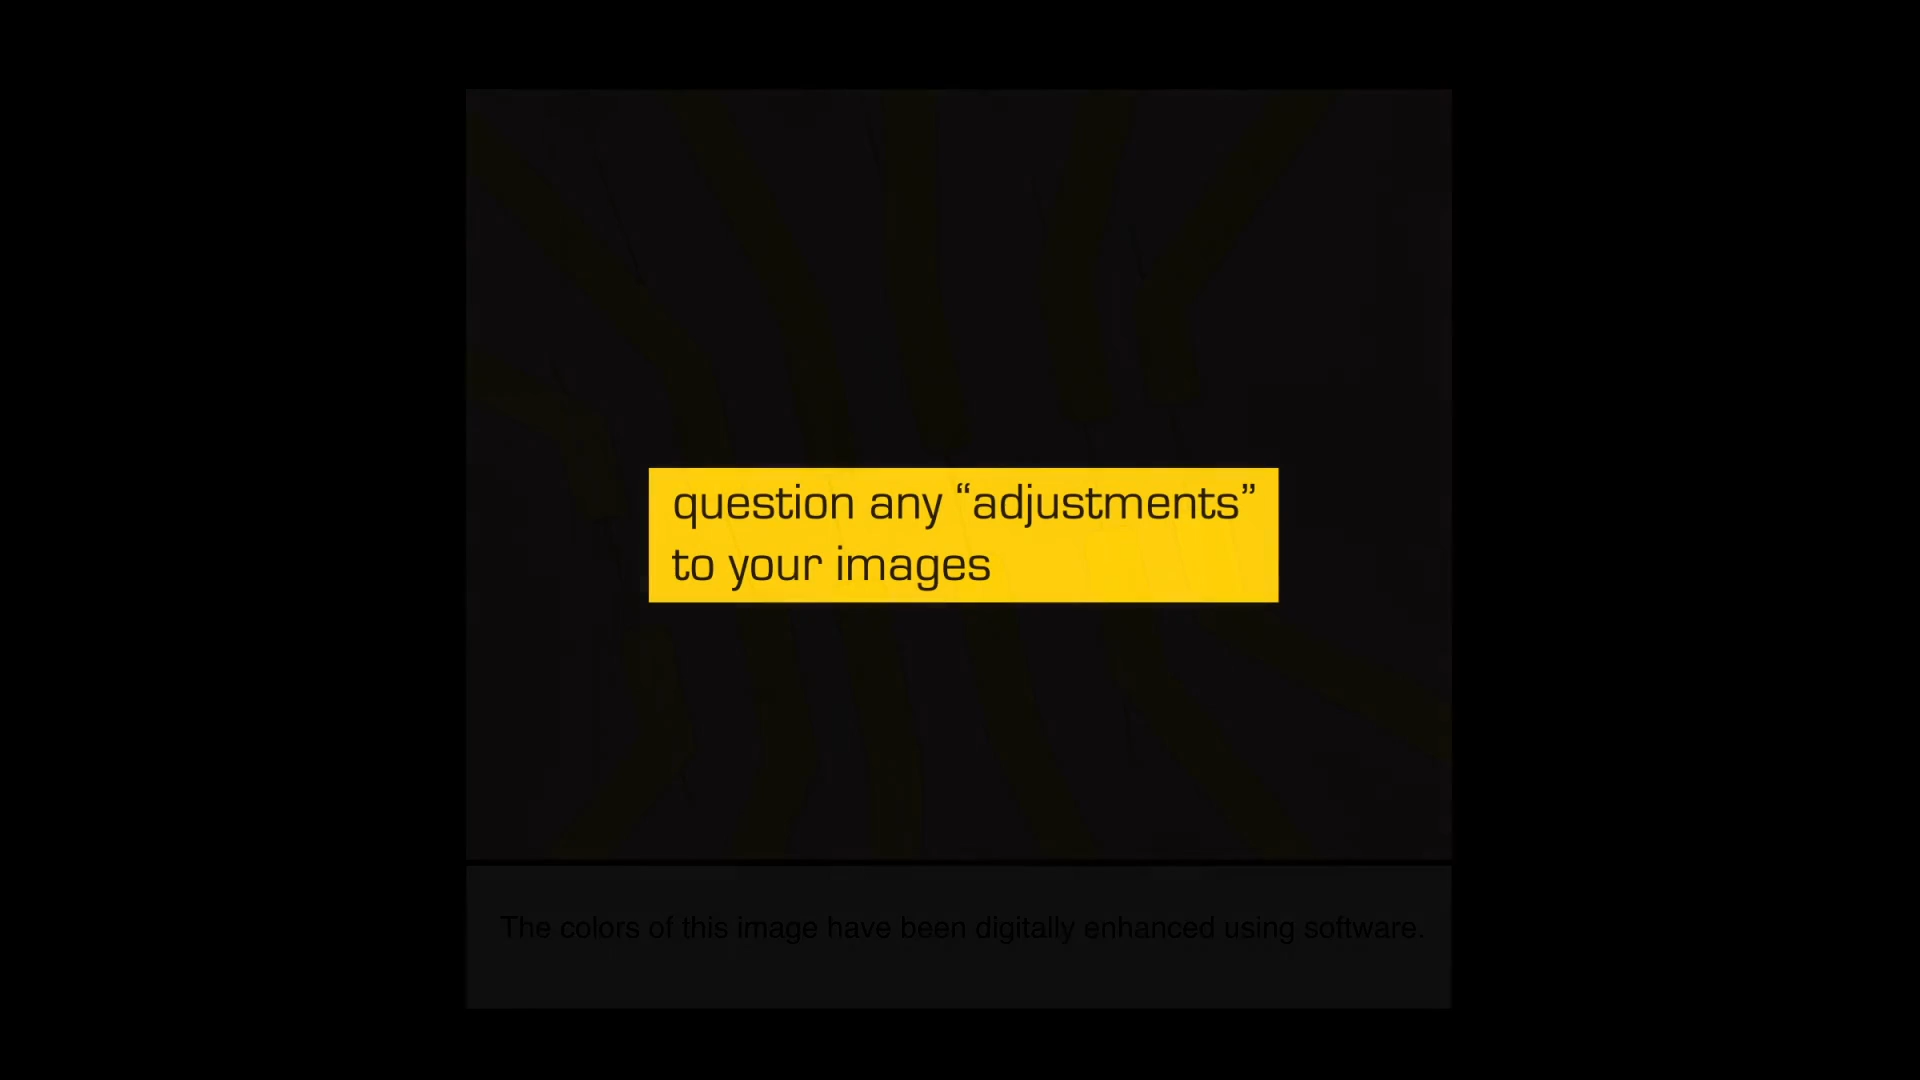 question any “adjustments”
to your images
The colors of this image have been digitally enhanced using software.